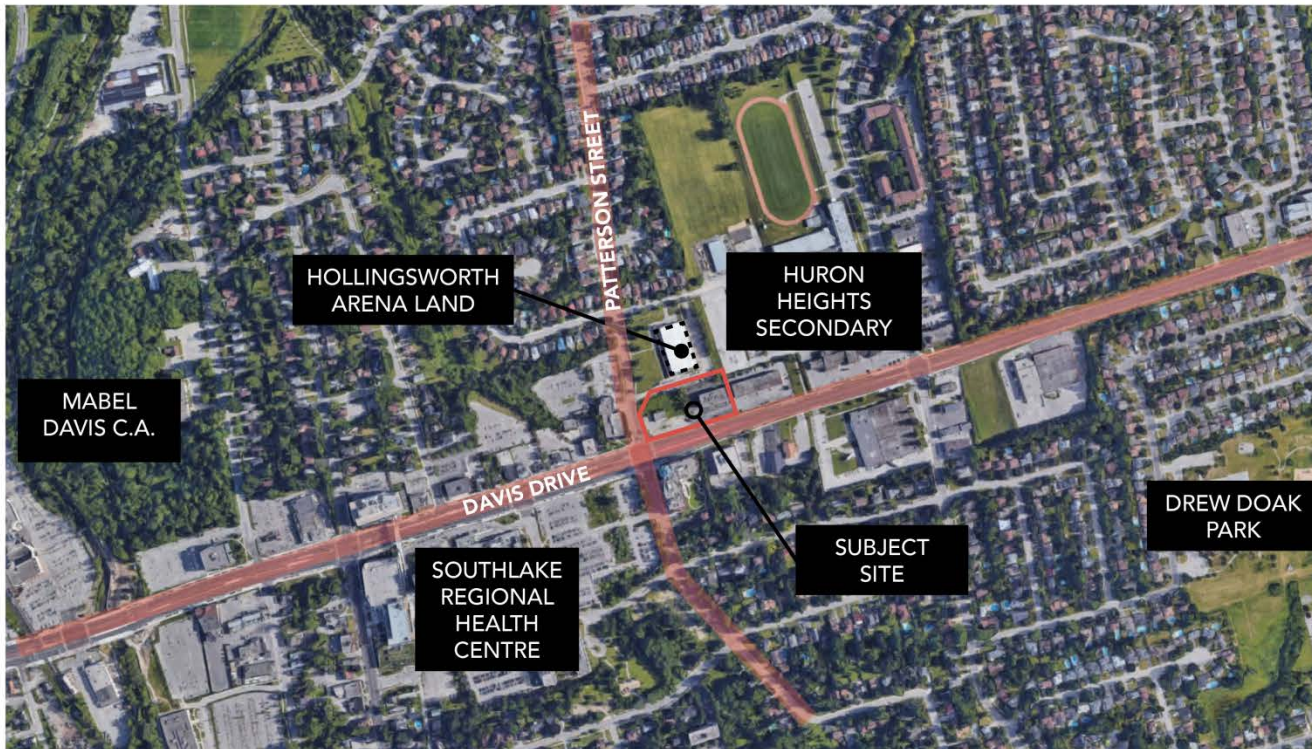 PATTERSON STREET
HOLLINGSWORTH
ARENA LAND
HURON
HEIGHTS
SECONDARY
MABEL
DAVIS C.A.
DAVIS DRIVE
DREW DOAK
PARK
SUBJECT
SITE
SOUTHLAKE
REGIONAL
HEALTH
CENTRE